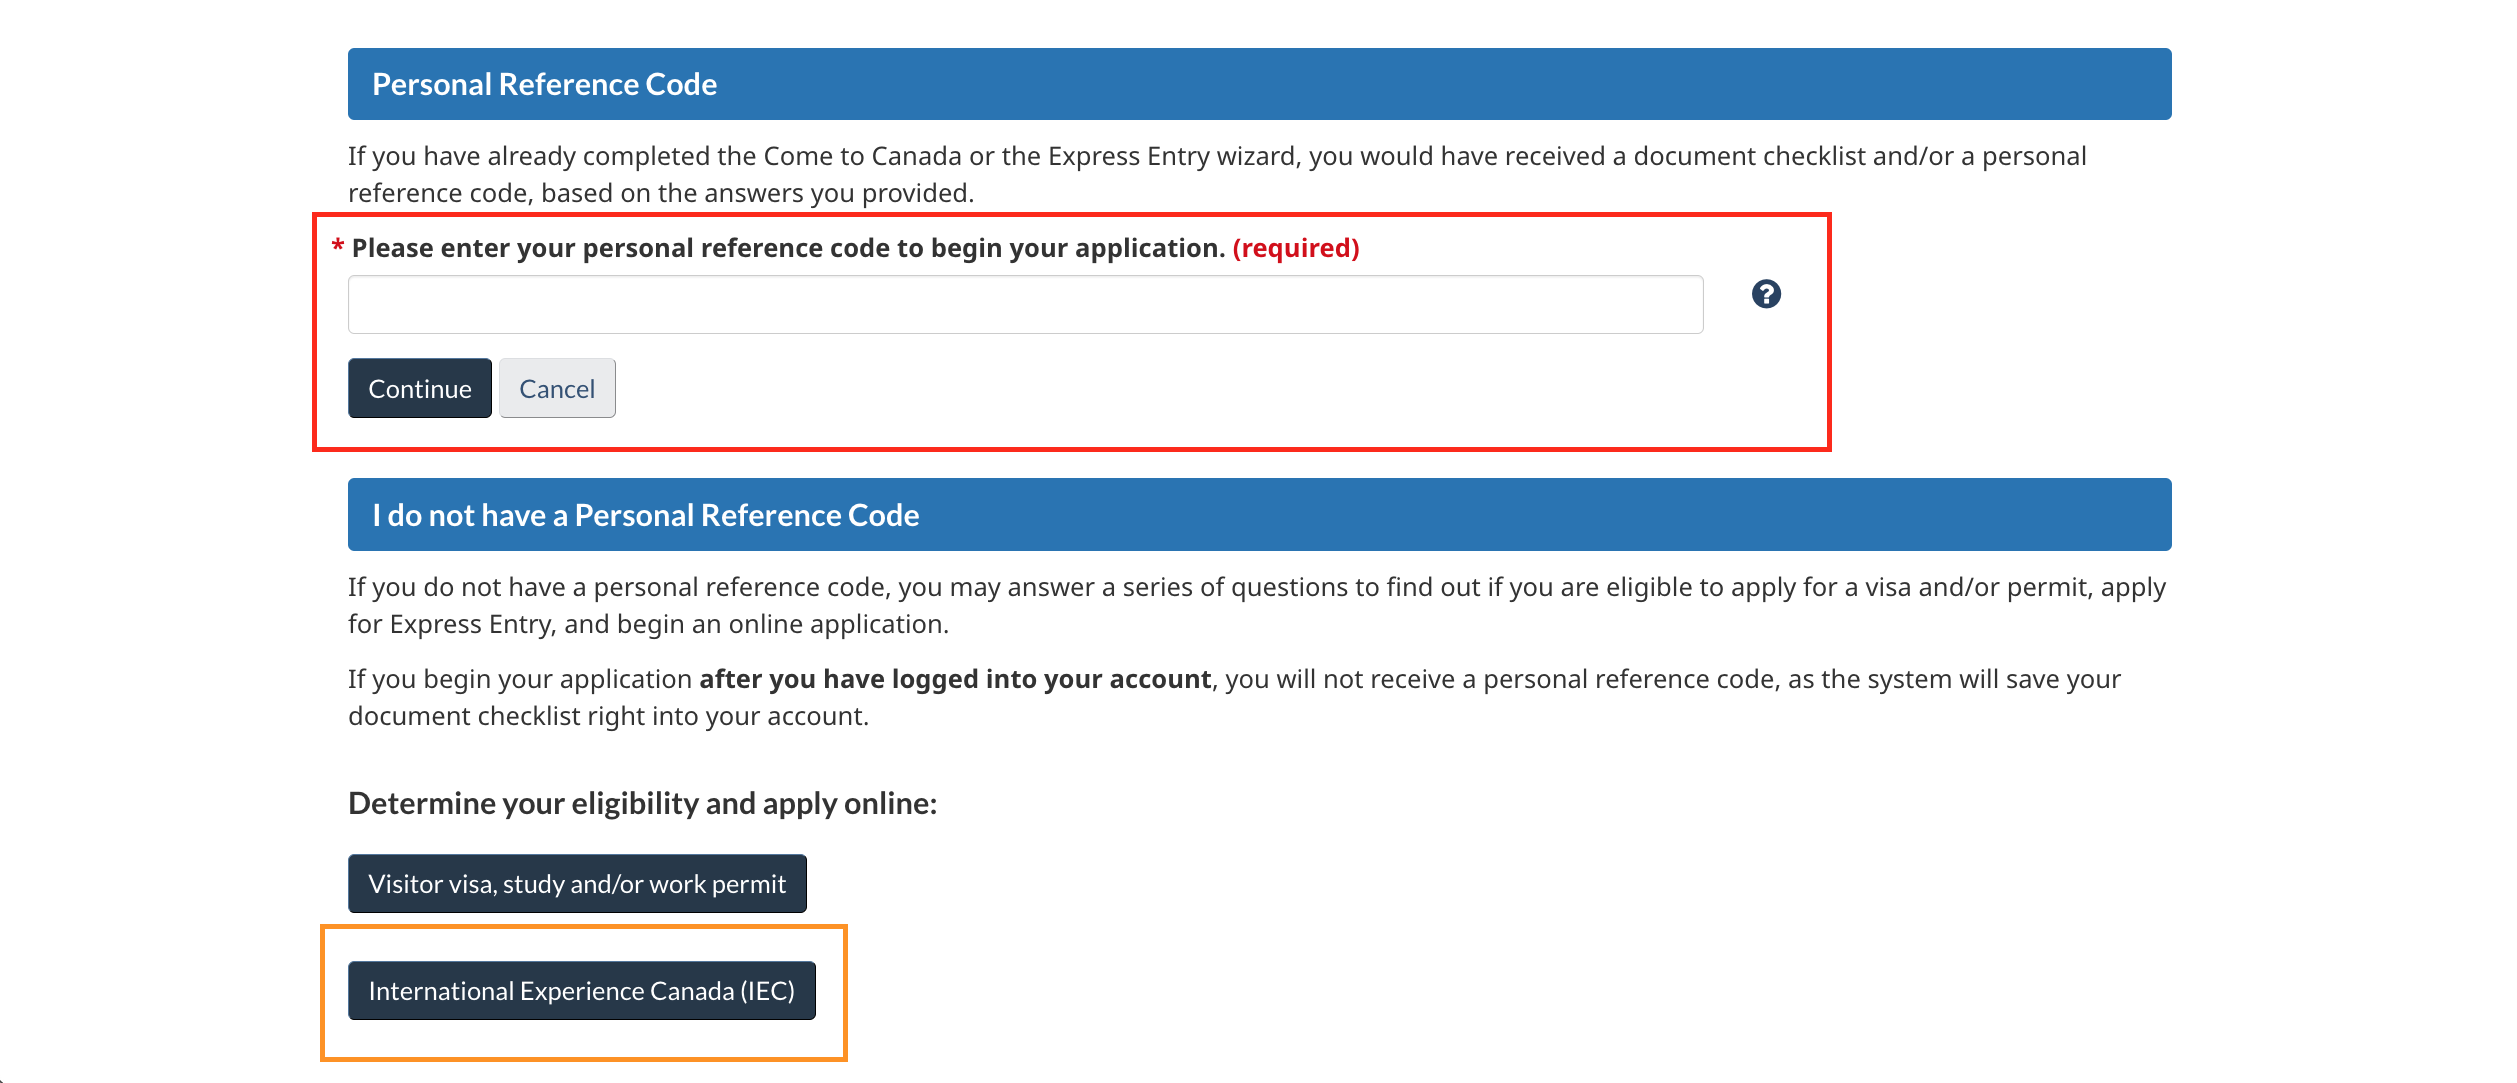 Personal Reference Code
If you have already completed the Come to Canada or the Express Entry wizard, you would have received a document checklist and/or a personal
reference code, based on the answers you provided.
* Please enter your personal reference code to begin your application. (required)
?
Continue Cancel
I do not have a Personal Reference Code
If you do not have a personal reference code, you may answer a series of questions to find out if you are eligible to apply for a visa and/or permit, apply
for Express Entry, and begin an online application.
If you begin your application after you have logged into your account, you will not receive a personal reference code, as the system will save your
document checklist right into your account.
Determine your eligibility and apply online:
Visitor visa, study and/or work permit
International Experience Canada (IEC)